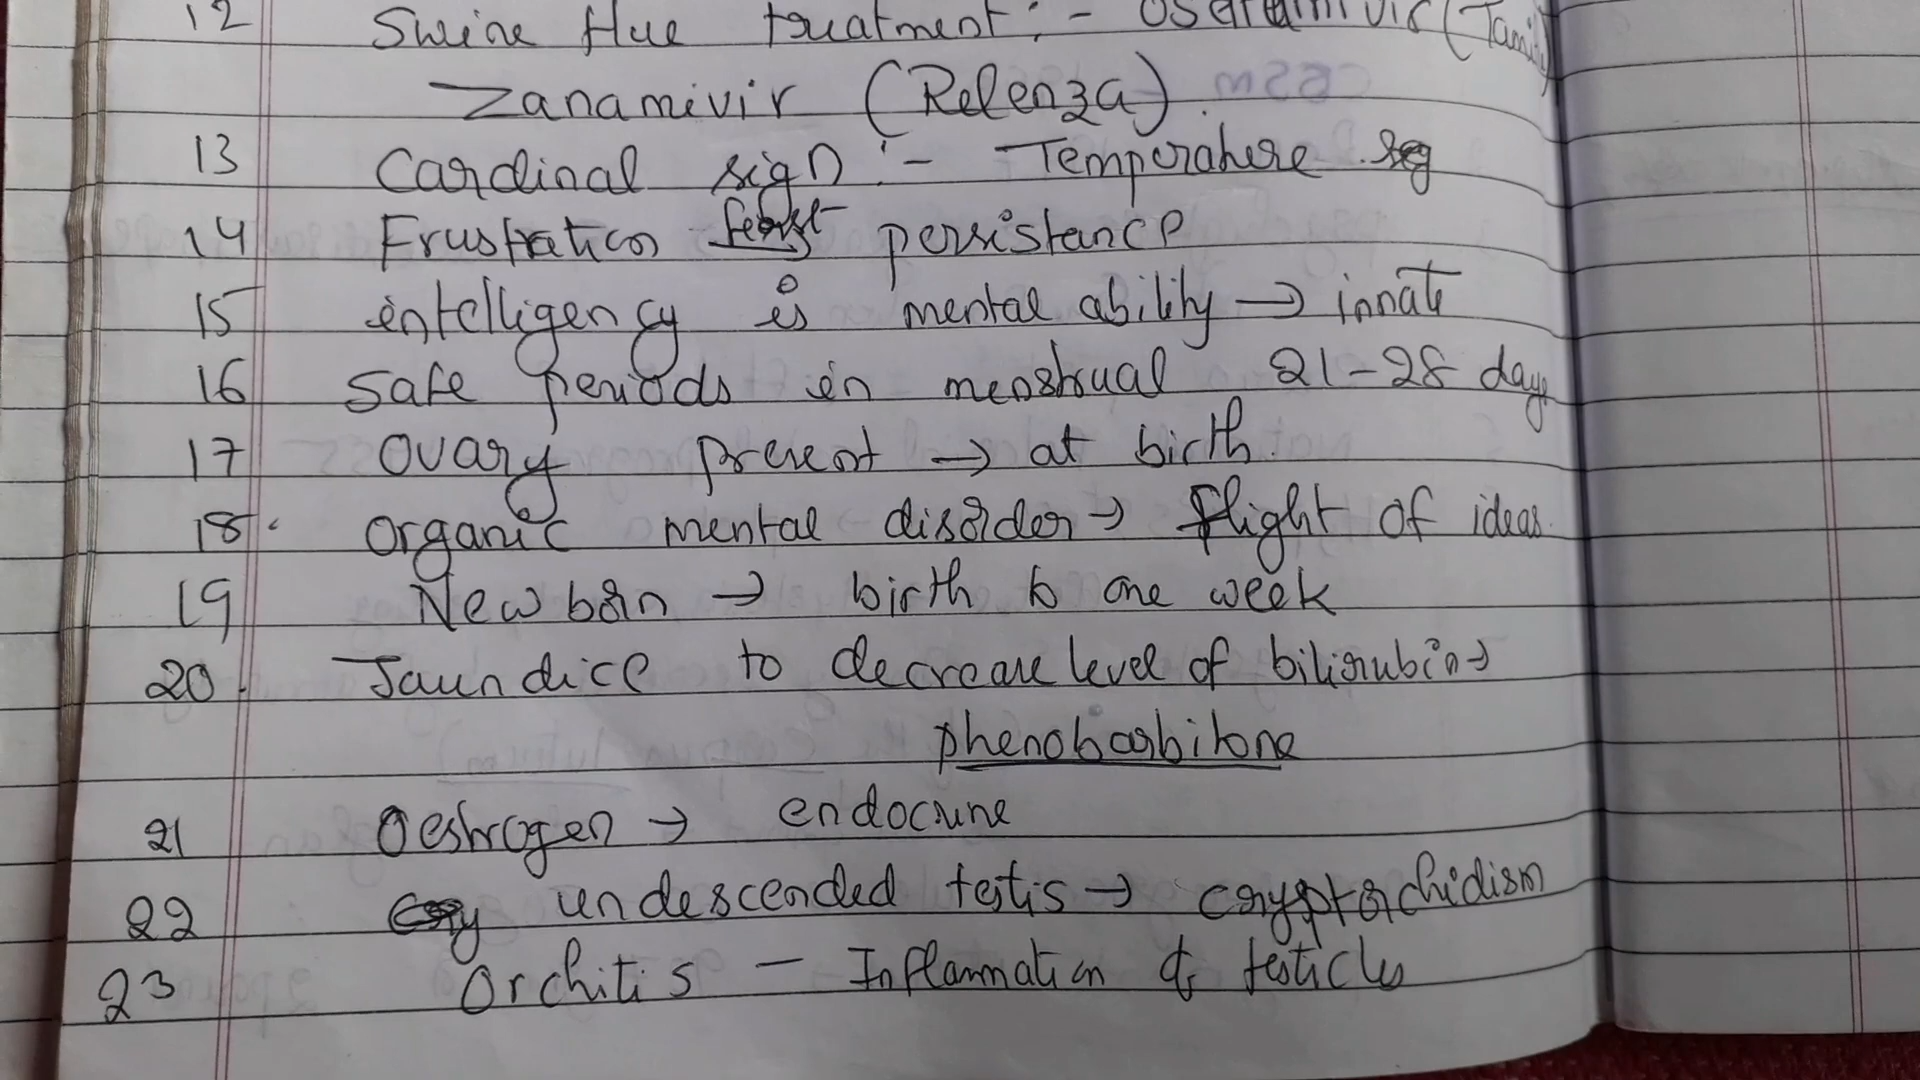 12 Swine flue treatment :- Oseltamivir (Tami
Zanamivir (Relenza)
13 Cardinal sign :- Temperature
14 Frustration persistance
15 intelligency is mental ability → innate
16 Safe periods in menstrual 21-28 days
17 Ovary present → at birth.
18. Organic mental disorder → flight of ideas.
19 New born → birth to one week
20. Jaundice to decrease level of bilirubin →
phenobarbitone
21 Oestrogen → endocrine
22 undescended testis → cryptorchidism
23 Orchitis - Inflammation of testicles